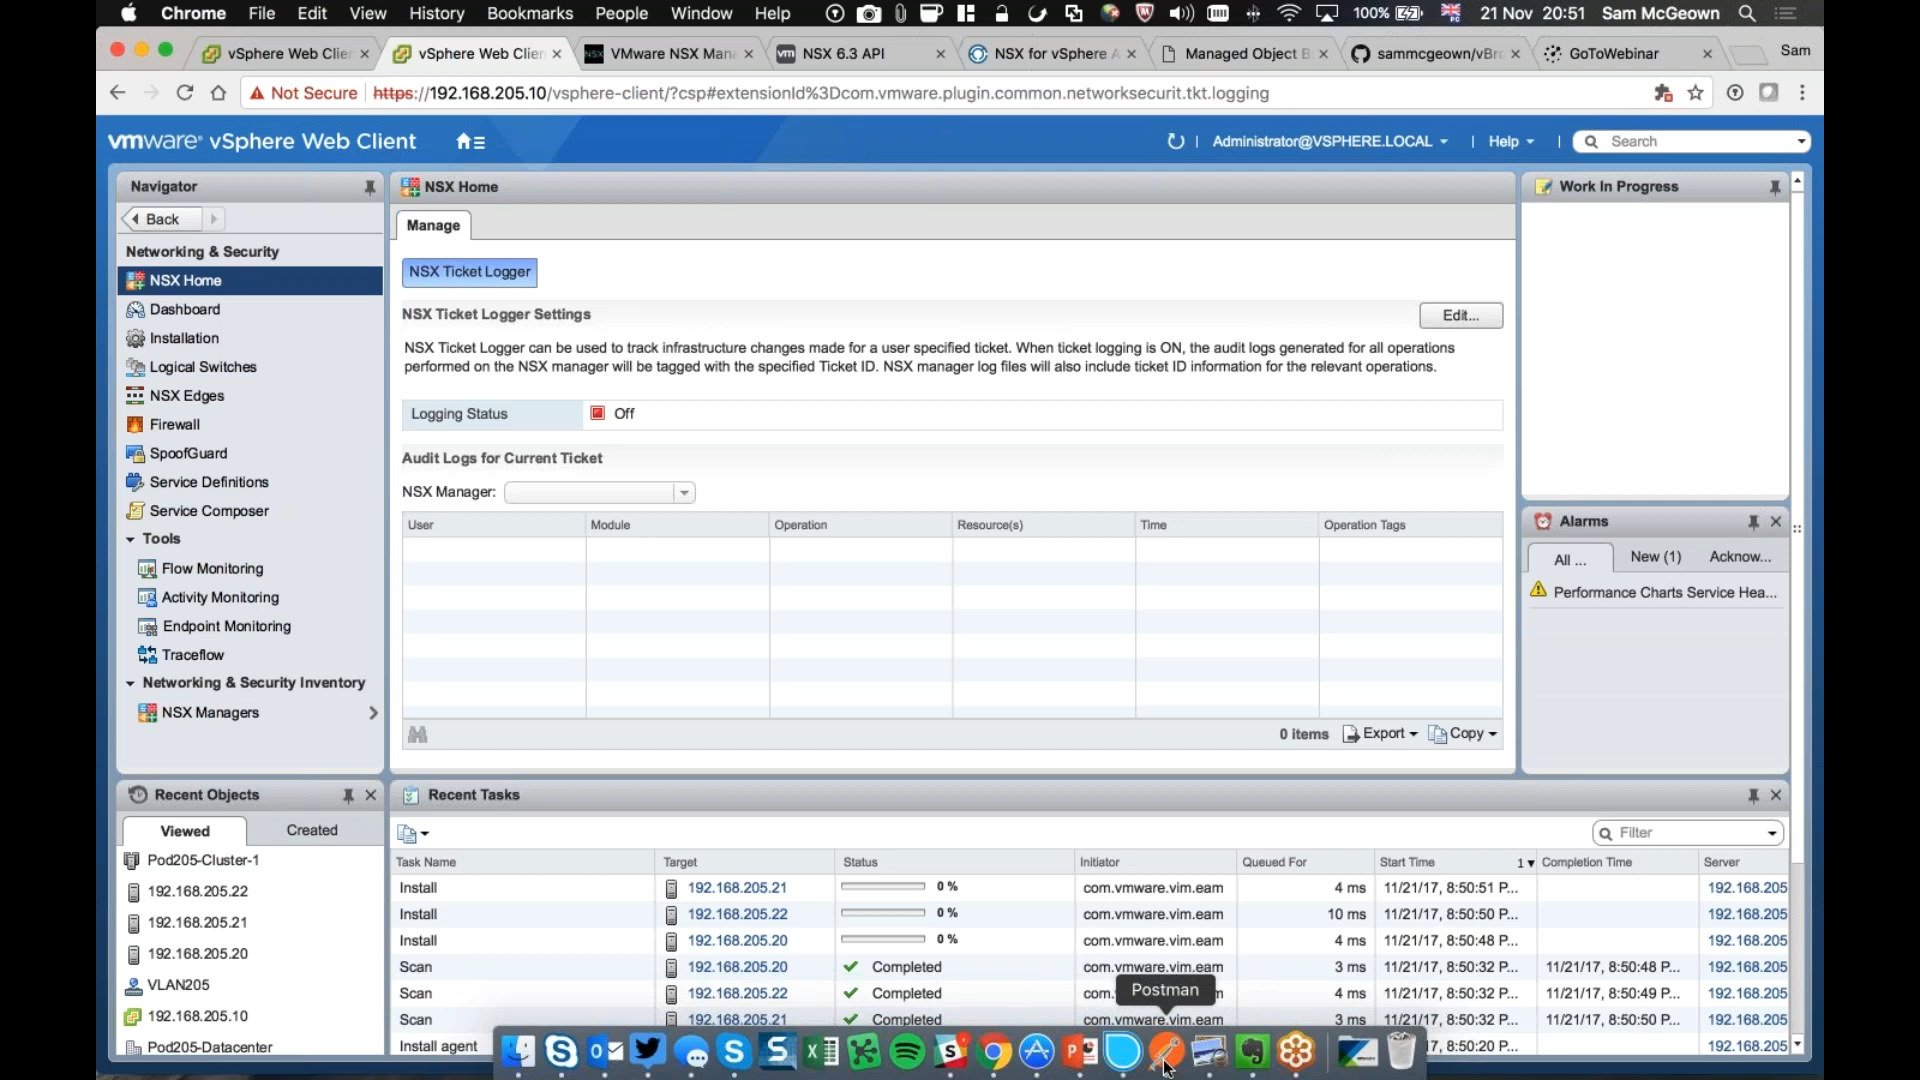 Chrome File Edit View History Bookmarks People Window Help 100% 21 Nov 20:51 Sam McGeown
vSphere Web Clien × vSphere Web Clien × VMware NSX Mana × NSX 6.3 API × NSX for vSphere A × Managed Object B × sammcgeown/vBro × GoToWebinar × Sam
Not Secure https://192.168.205.10/vsphere-client/?csp#extensionId%3Dcom.vmware.plugin.common.networksecurit.tkt.logging
vmware® vSphere Web Client Administrator@VSPHERE.LOCAL | Help | Search
Navigator
Back
Networking & Security
NSX Home
Dashboard
Installation
Logical Switches
NSX Edges
Firewall
SpoofGuard
Service Definitions
Service Composer
Tools
Flow Monitoring
Activity Monitoring
Endpoint Monitoring
Traceflow
Networking & Security Inventory
NSX Managers
NSX Home
Manage
NSX Ticket Logger
NSX Ticket Logger Settings Edit...
NSX Ticket Logger can be used to track infrastructure changes made for a user specified ticket. When ticket logging is ON, the audit logs generated for all operations
performed on the NSX manager will be tagged with the specified Ticket ID. NSX manager log files will also include ticket ID information for the relevant operations.
Logging Status Off
Audit Logs for Current Ticket
NSX Manager:
User Module Operation Resource(s) Time Operation Tags
0 items Export Copy
Work In Progress
Alarms
All ... New (1) Acknow...
Performance Charts Service Hea...
Recent Objects
Viewed Created
Pod205-Cluster-1
192.168.205.22
192.168.205.21
192.168.205.20
VLAN205
192.168.205.10
Pod205-Datacenter
Recent Tasks
Filter
Task Name Target Status Initiator Queued For Start Time 1 Completion Time Server
Install 192.168.205.21 0 % com.vmware.vim.eam 4 ms 11/21/17, 8:50:51 P... 192.168.205
Install 192.168.205.22 0 % com.vmware.vim.eam 10 ms 11/21/17, 8:50:50 P... 192.168.205
Install 192.168.205.20 0 % com.vmware.vim.eam 4 ms 11/21/17, 8:50:48 P... 192.168.205
Scan 192.168.205.20 Completed com.vmware.vim.eam 3 ms 11/21/17, 8:50:32 P... 11/21/17, 8:50:48 P... 192.168.205
Scan 192.168.205.22 Completed com. 4 ms 11/21/17, 8:50:32 P... 11/21/17, 8:50:49 P... 192.168.205
Scan 192.168.205.21 Completed com.vmware.vim.eam 3 ms 11/21/17, 8:50:32 P... 11/21/17, 8:50:50 P... 192.168.205
Install agent 17, 8:50:20 P... 192.168.205
Postman